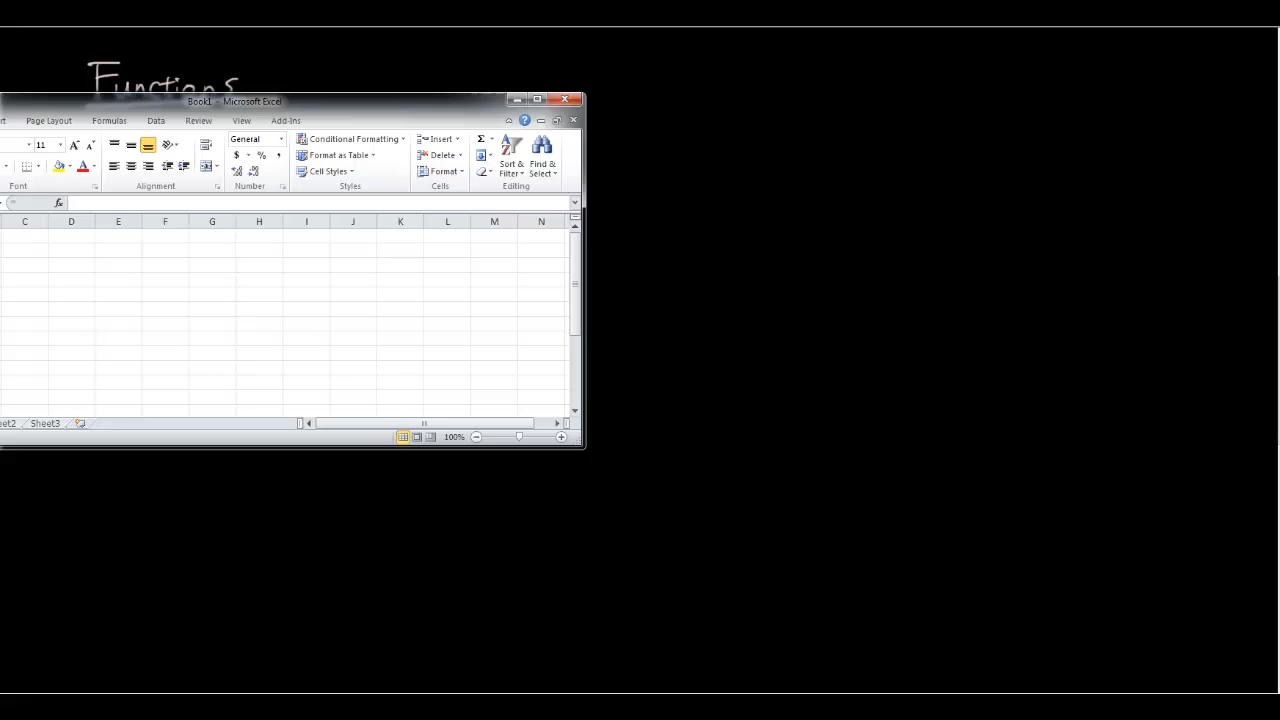 Functions
Book1 - Microsoft Excel
Page Layout Formulas Data Review View Add-Ins
11 A A General Conditional Formatting Insert Σ
$ % , Format as Table Delete Sort & Find &
A Cell Styles Format Filter Select
Font Alignment Number Styles Cells Editing
fx
C D E F G H I J K L M N
Sheet3
100%